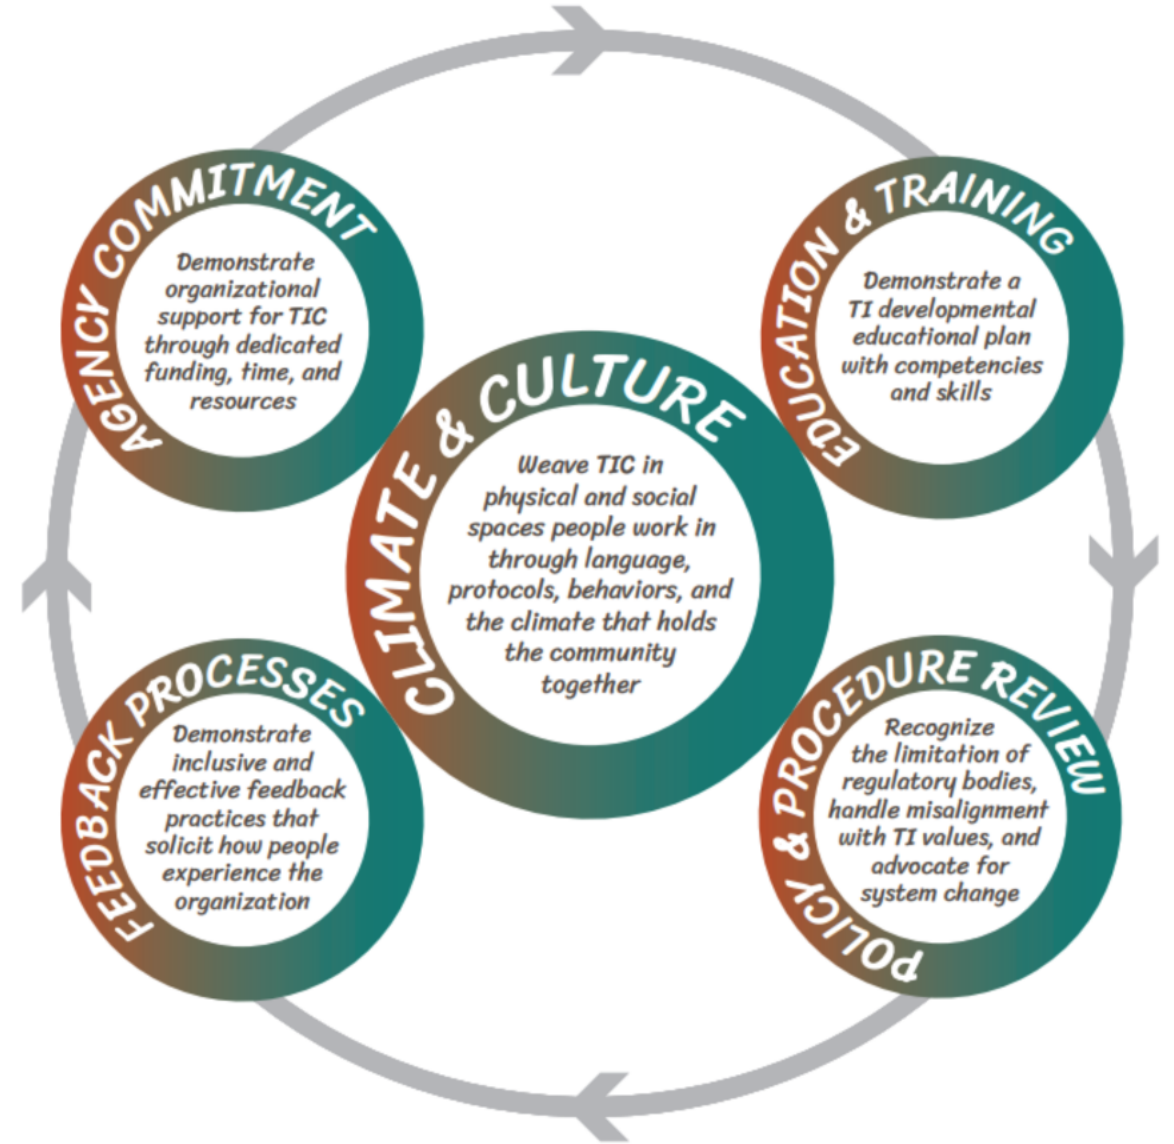 AGENCY COMMITMENT
Demonstrate
organizational
support for TIC
through dedicated
funding, time, and
resources
EDUCATION & TRAINING
Demonstrate a
TI developmental
educational plan
with competencies
and skills
CLIMATE & CULTURE
Weave TIC in
physical and social
spaces people work in
through language,
protocols, behaviors, and
the climate that holds
the community
together
FEEDBACK PROCESSES
Demonstrate
inclusive and
effective feedback
practices that
solicit how people
experience the
organization
POLICY & PROCEDURE REVIEW
Recognize
the limitation of
regulatory bodies,
handle misalignment
with TI values, and
advocate for
system change